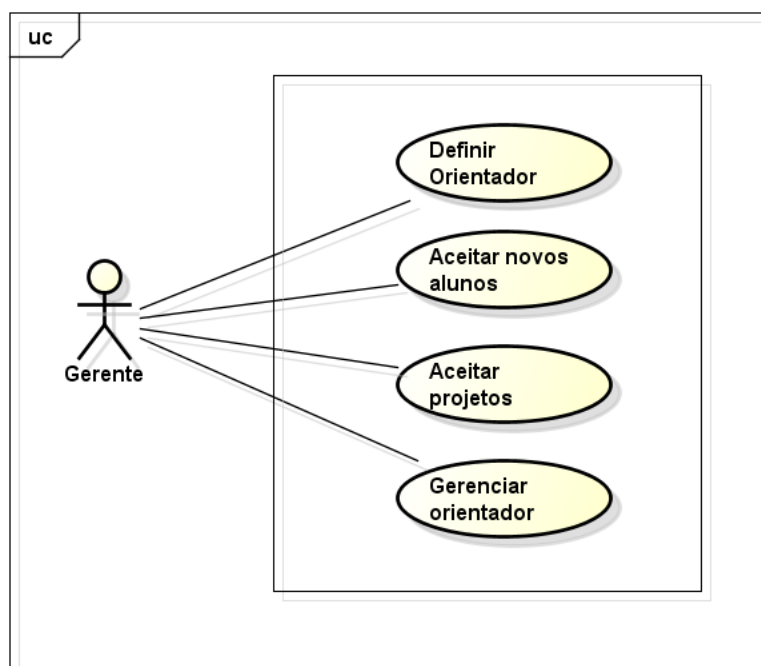 uc
Definir
Orientador
Aceitar novos
alunos
Gerente
Aceitar
projetos
Gerenciar
orientador